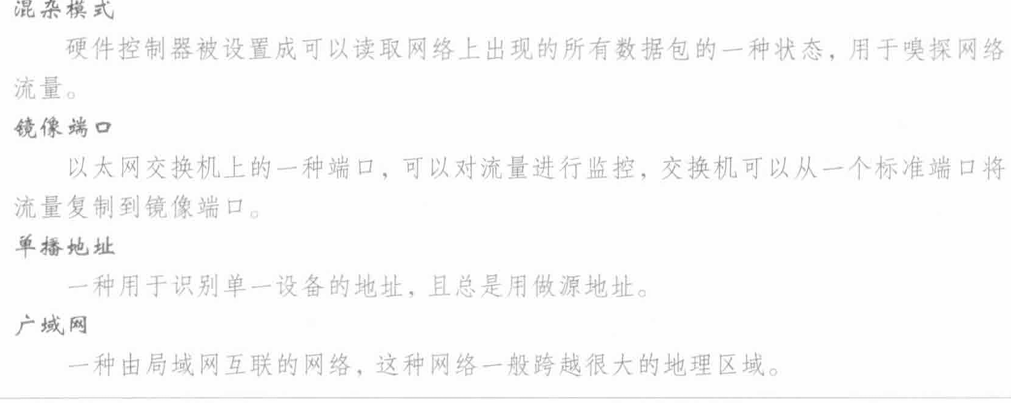 混杂模式
硬件控制器被设置成可以读取网络上出现的所有数据包的一种状态，用于嗅探网络
流量。
镜像端口
以太网交换机上的一种端口，可以对流量进行监控，交换机可以从一个标准端口将
流量复制到镜像端口。
单播地址
一种用于识别单一设备的地址，且总是用做源地址。
广域网
一种由局域网互联的网络，这种网络一般跨越很大的地理区域。